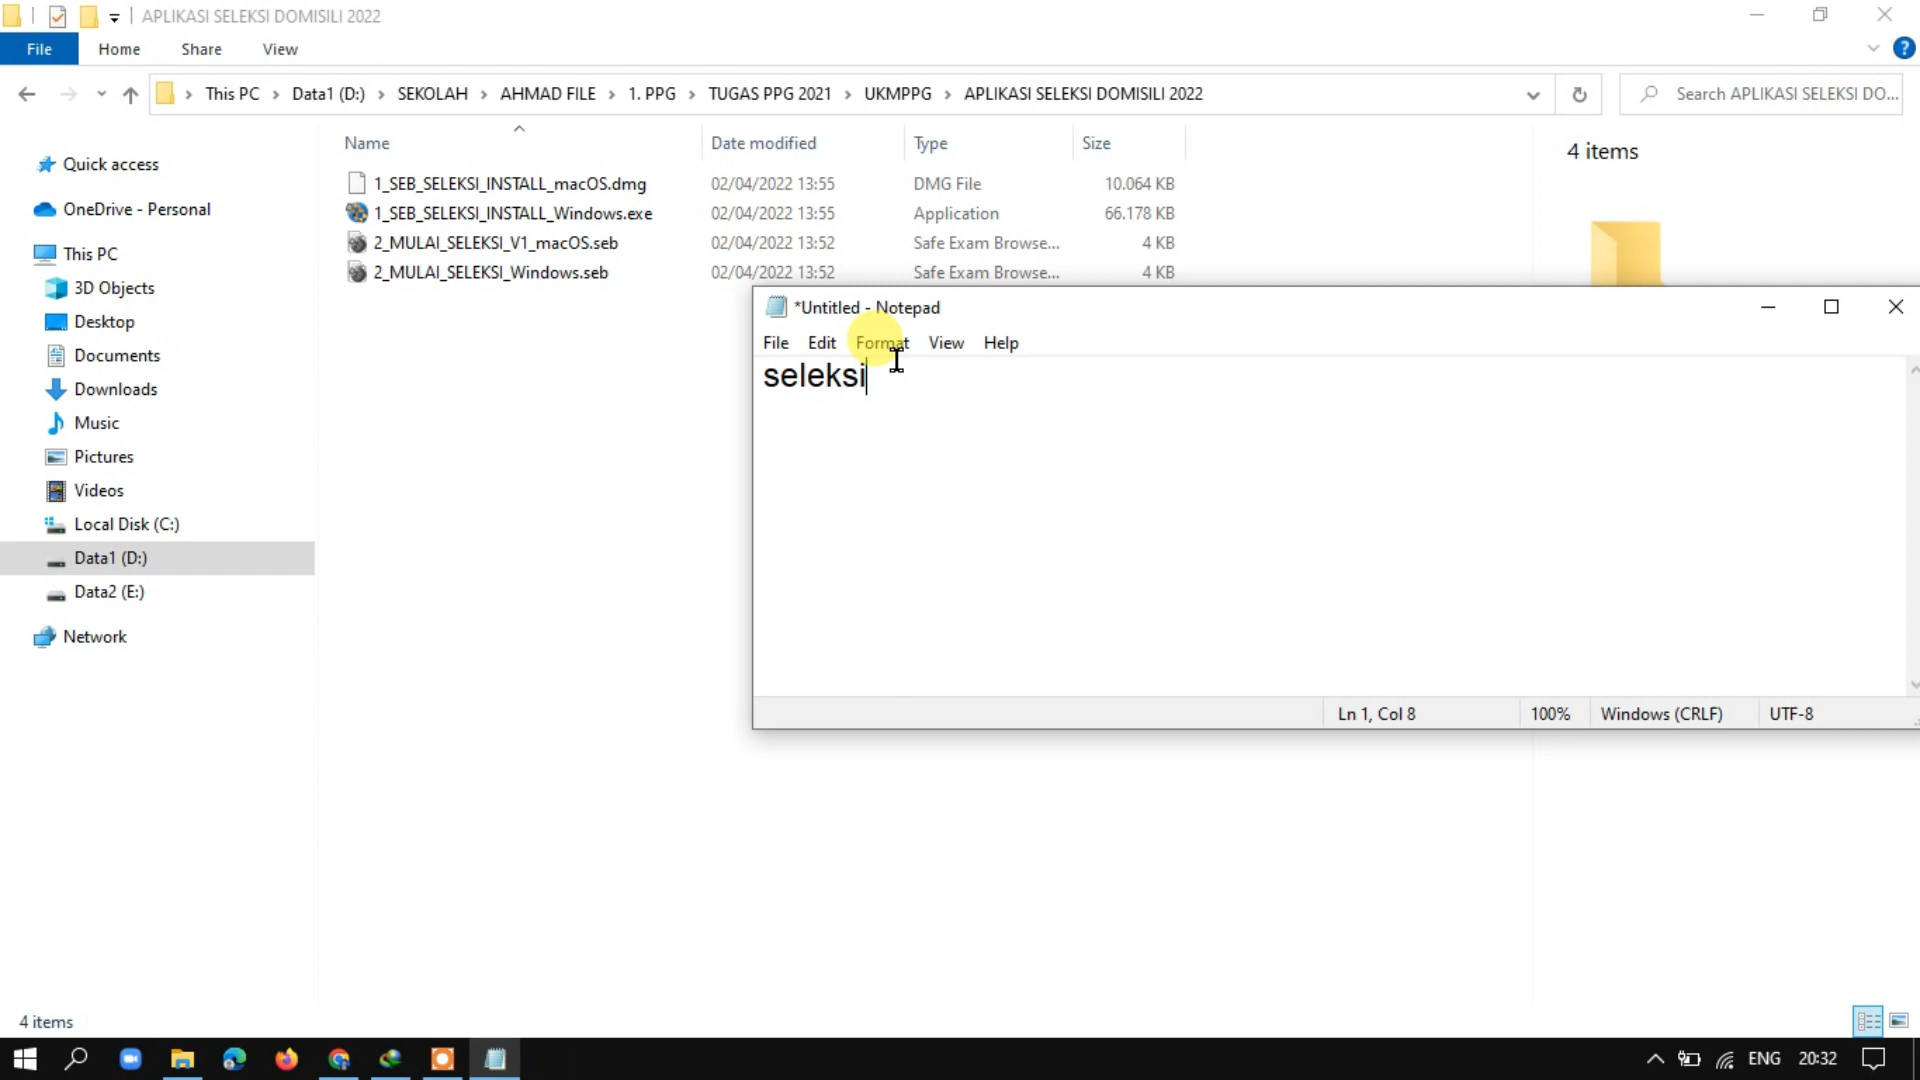 APLIKASI SELEKSI DOMISILI 2022
File Home Share View
This PC Data1 (D:) SEKOLAH AHMAD FILE 1. PPG TUGAS PPG 2021 UKMPPG APLIKASI SELEKSI DOMISILI 2022 Search APLIKASI SELEKSI DO...
Name Date modified Type Size
4 items
Quick access
OneDrive - Personal
This PC
3D Objects
Desktop
Documents
Downloads
Music
Pictures
Videos
Local Disk (C:)
Data1 (D:)
Data2 (E:)
Network
1_SEB_SELEKSI_INSTALL_macOS.dmg 02/04/2022 13:55 DMG File 10.064 KB
1_SEB_SELEKSI_INSTALL_Windows.exe 02/04/2022 13:55 Application 66.178 KB
2_MULAI_SELEKSI_V1_macOS.seb 02/04/2022 13:52 Safe Exam Browse... 4 KB
2_MULAI_SELEKSI_Windows.seb 02/04/2022 13:52 Safe Exam Browse... 4 KB
*Untitled - Notepad
File Edit Format View Help
seleksi
Ln 1, Col 8 100% Windows (CRLF) UTF-8
4 items
ENG 20:32